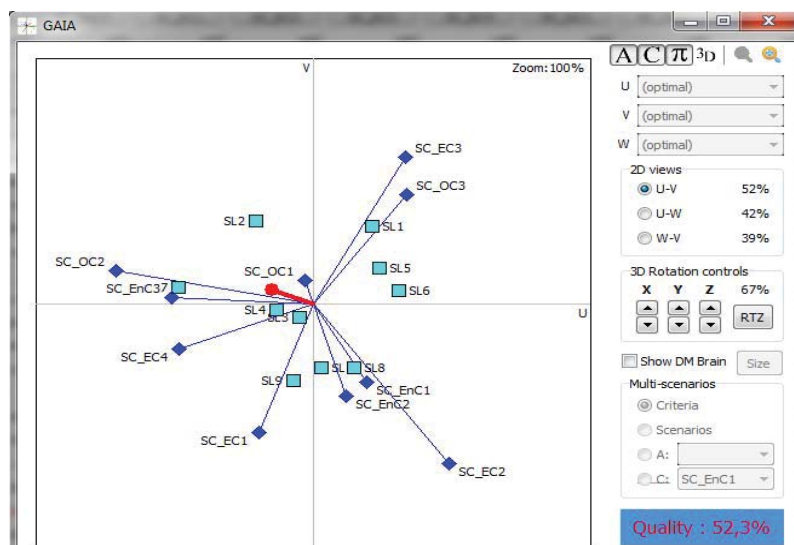 GAIA
V
Zoom: 100%
SC_EC3
SC_OC3
SL2
SL1
SC_OC2
SC_OC1
SL5
SC_EnC37
SL6
SL4
SL3
U
SC_EC4
SL
SL8
SL9
SC_EnC1
SC_EnC2
SC_EC1
SC_EC2
A C π 3D
U (optimal)
V (optimal)
W (optimal)
2D views
U-V 52%
U-W 42%
W-V 39%
3D Rotation controls
X Y Z 67%
RTZ
Show DM Brain Size
Multi-scenarios
Criteria
Scenarios
A:
C: SC_EnC1
Quality : 52,3%